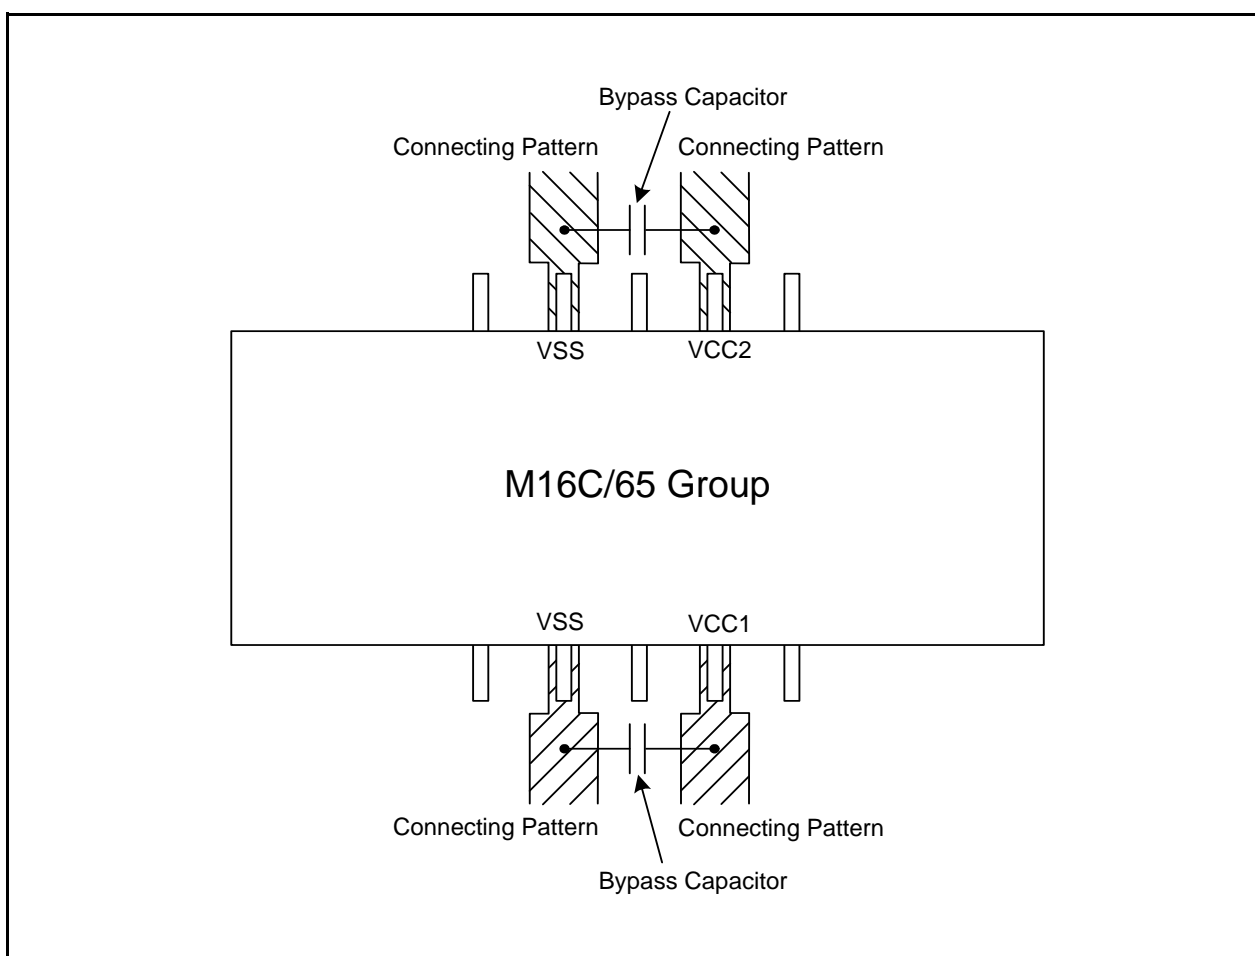 Bypass Capacitor
Connecting Pattern Connecting Pattern
VSS VCC2
M16C/65 Group
VSS VCC1
Connecting Pattern Connecting Pattern
Bypass Capacitor